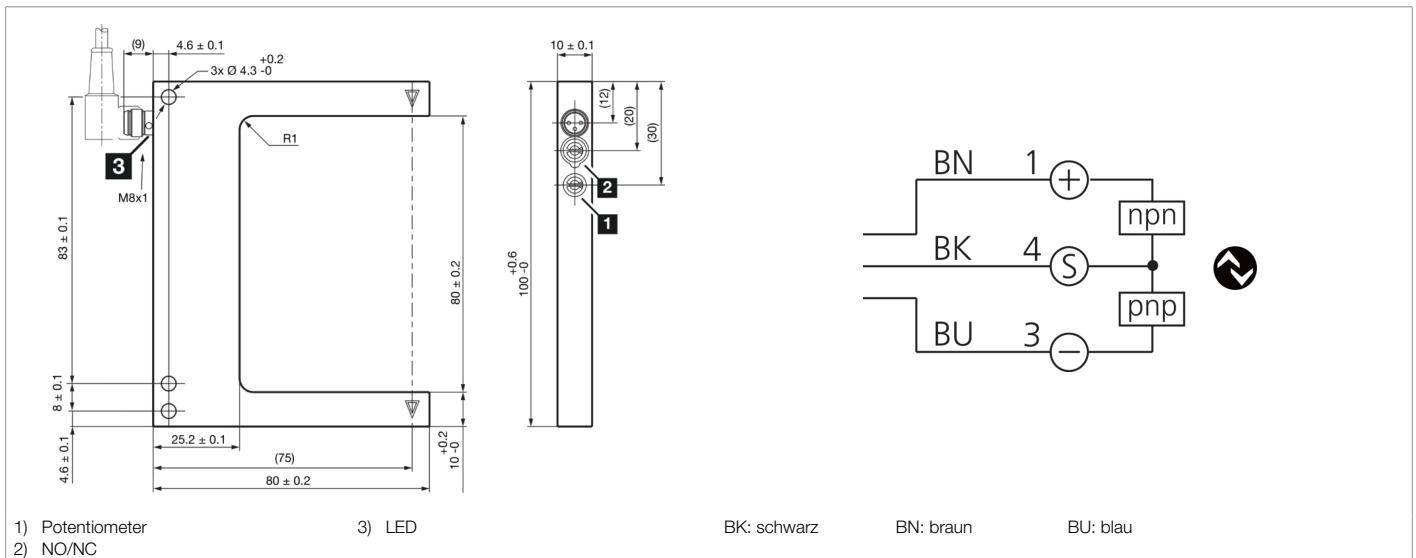 (9)
4.6 ± 0.1
3x Ø 4.3 +0.2 -0
3
M8x1
R1
83 ± 0.1
80 ± 0.2
8 ± 0.1
4.6 ± 0.1
25.2 ± 0.1
(75)
80 ± 0.2
+0.2
10 -0
10 ± 0.1
(12)
(20)
(30)
2
1
+0.6
100 -0
BN 1 +
npn
BK 4 S
pnp
BU 3 −
1) Potentiometer 3) LED BK: schwarz BN: braun BU: blau
2) NO/NC